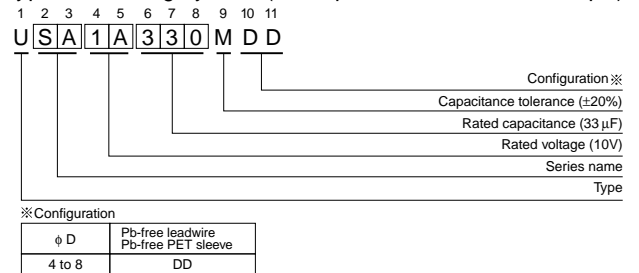 1 2 3 4 5 6 7 8 9 10 11
U S A 1 A 3 3 0 M D D
Configuration※
Capacitance tolerance (±20%)
Rated capacitance (33 µF)
Rated voltage (10V)
Series name
Type
※Configuration
ϕ D Pb-free leadwire
Pb-free PET sleeve
4 to 8 DD